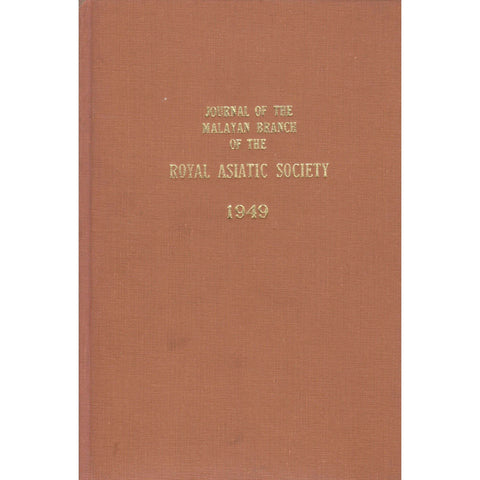 JOURNAL OF THE
MALAYAN BRANCH
OF THE
ROYAL ASIATIC SOCIETY
1949